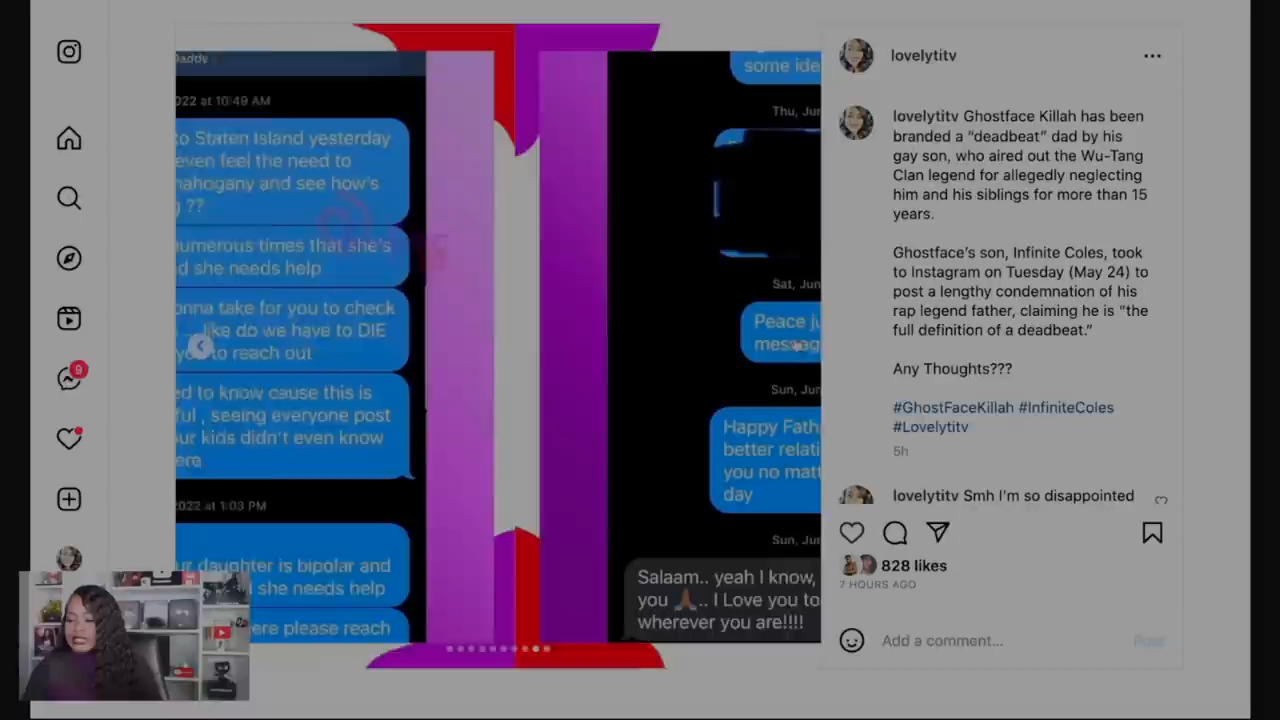 Daddy
022 at 10:49 AM
to Staten Island yesterday
even feel the need to
mahogany and see how's
??
numerous times that she's
d she needs help
onna take for you to check
... like do we have to DIE
to reach out
ed to know cause this is
ful , seeing everyone post
ur kids didn't even know
ere
2022 at 1:03 PM
ur daughter is bipolar and
she needs help
ere please reach
some ide
Thu, Jun
Sat, Jun
Peace ju
messag
Sun, Jun
Happy Fath
better relati
you no matt
day
Sun, Jun
Salaam.. yeah I know,
you 🙏🏾.. I Love you to
wherever you are!!!!
lovelytitv
lovelytitv Ghostface Killah has been
branded a “deadbeat” dad by his
gay son, who aired out the Wu-Tang
Clan legend for allegedly neglecting
him and his siblings for more than 15
years.
Ghostface’s son, Infinite Coles, took
to Instagram on Tuesday (May 24) to
post a lengthy condemnation of his
rap legend father, claiming he is “the
full definition of a deadbeat.”
Any Thoughts???
#GhostFaceKillah #InfiniteColes
#Lovelytitv
5h
lovelytitv Smh I'm so disappointed
828 likes
7 HOURS AGO
Add a comment...
Post
9